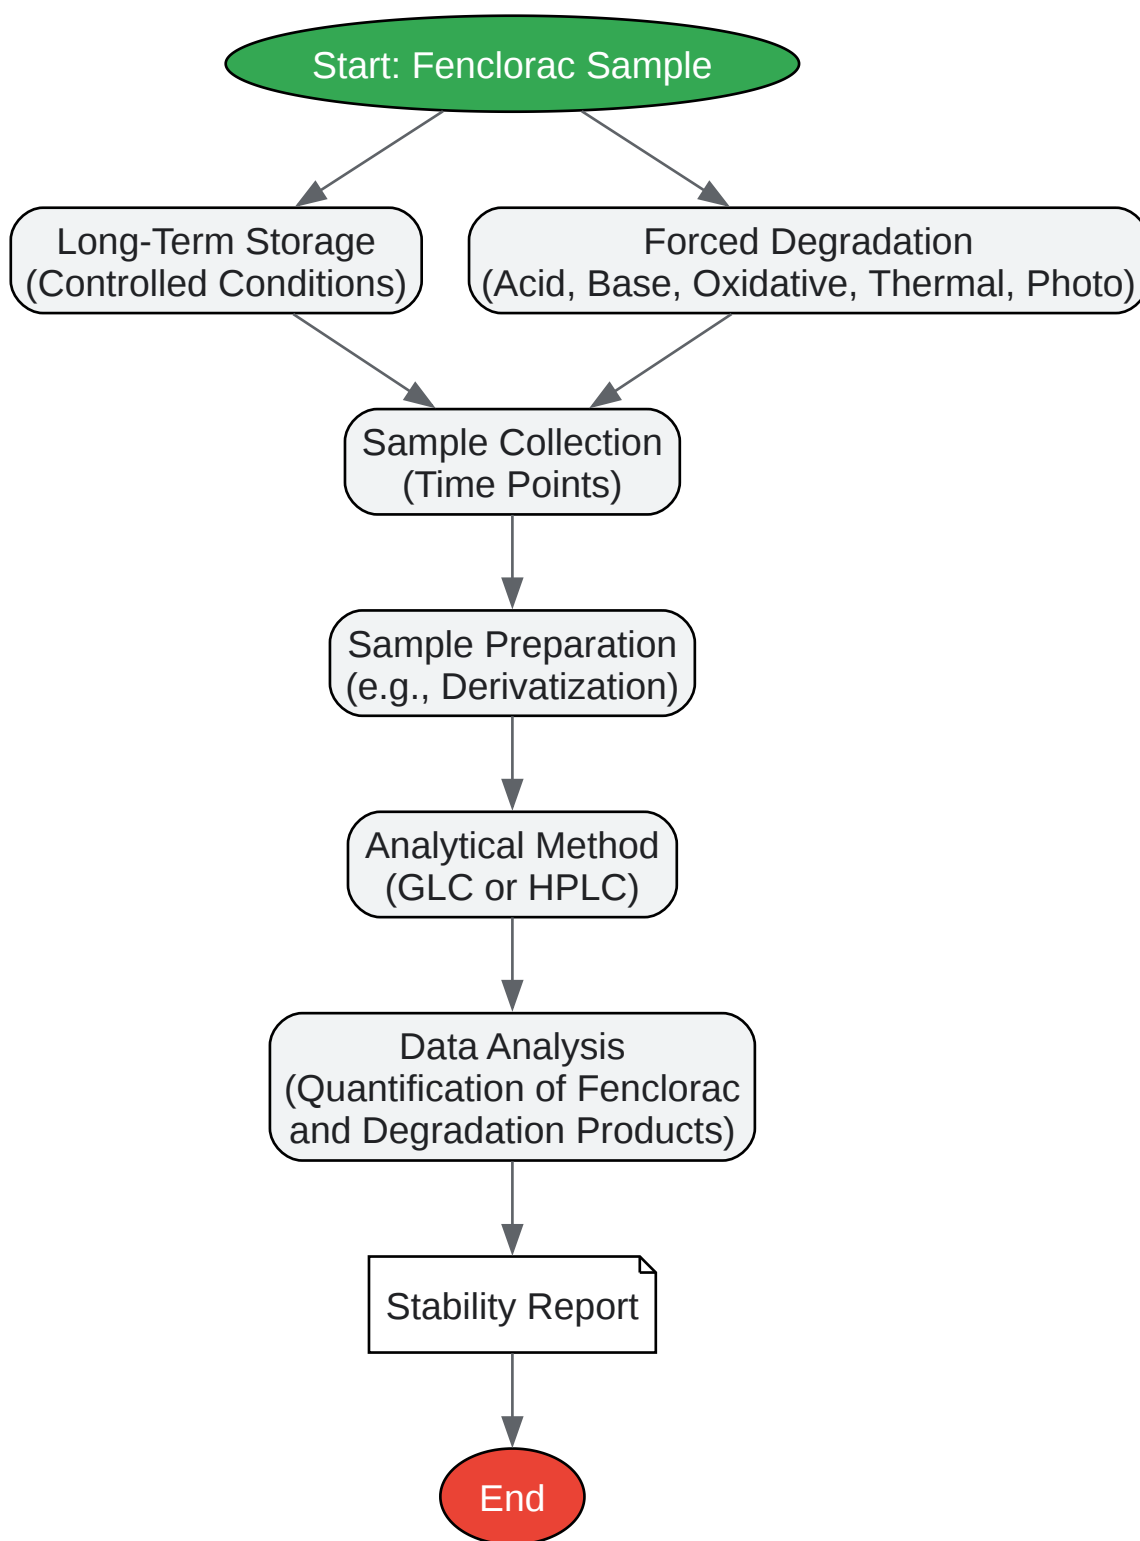 Start: Fenclorac Sample
Long-Term Storage
(Controlled Conditions)
Forced Degradation
(Acid, Base, Oxidative, Thermal, Photo)
Sample Collection
(Time Points)
Sample Preparation
(e.g., Derivatization)
Analytical Method
(GLC or HPLC)
Data Analysis
(Quantification of Fenclorac
and Degradation Products)
Stability Report
End